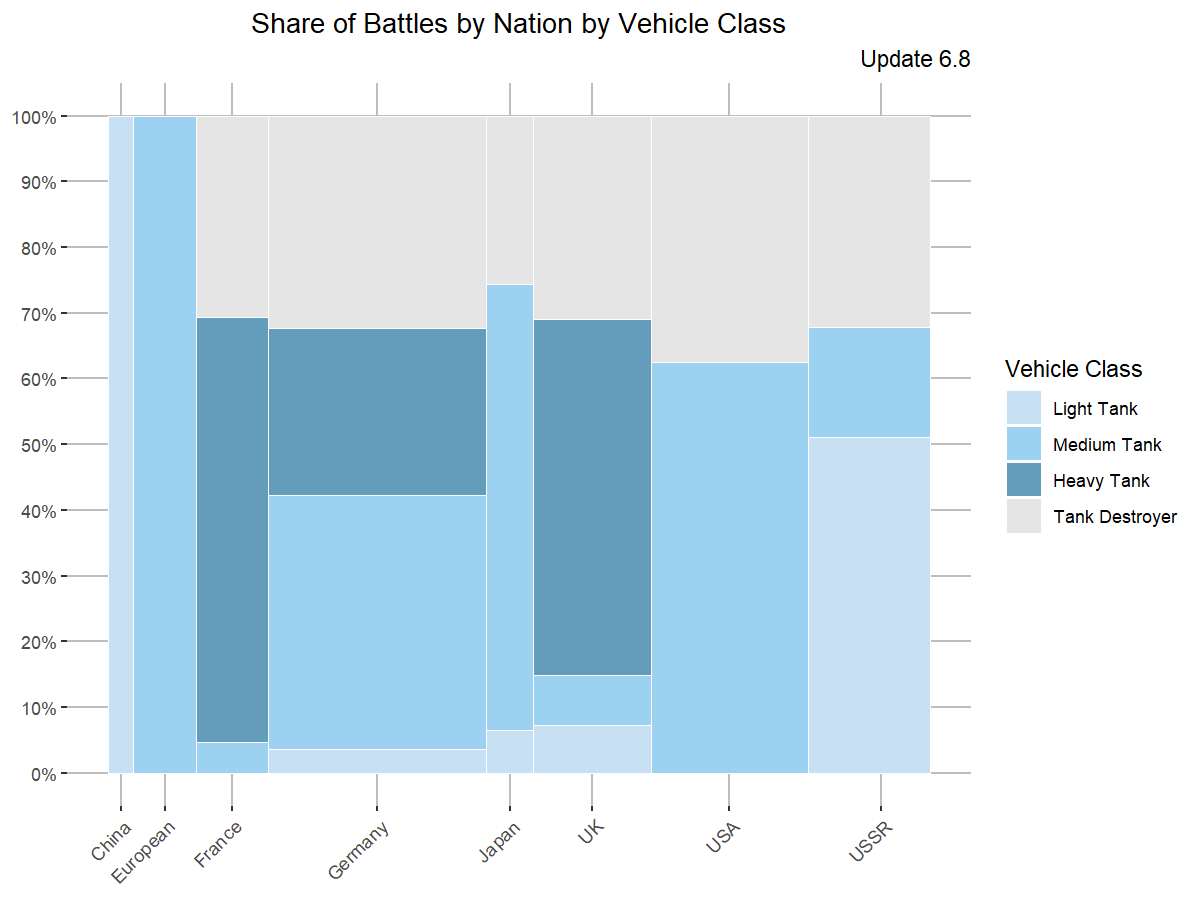 Share of Battles by Nation by Vehicle Class
Update 6.8
100%
90%
80%
70%
60%
50%
40%
30%
20%
10%
0%
China
European
France
Germany
Japan
UK
USA
USSR
Vehicle Class
Light Tank
Medium Tank
Heavy Tank
Tank Destroyer